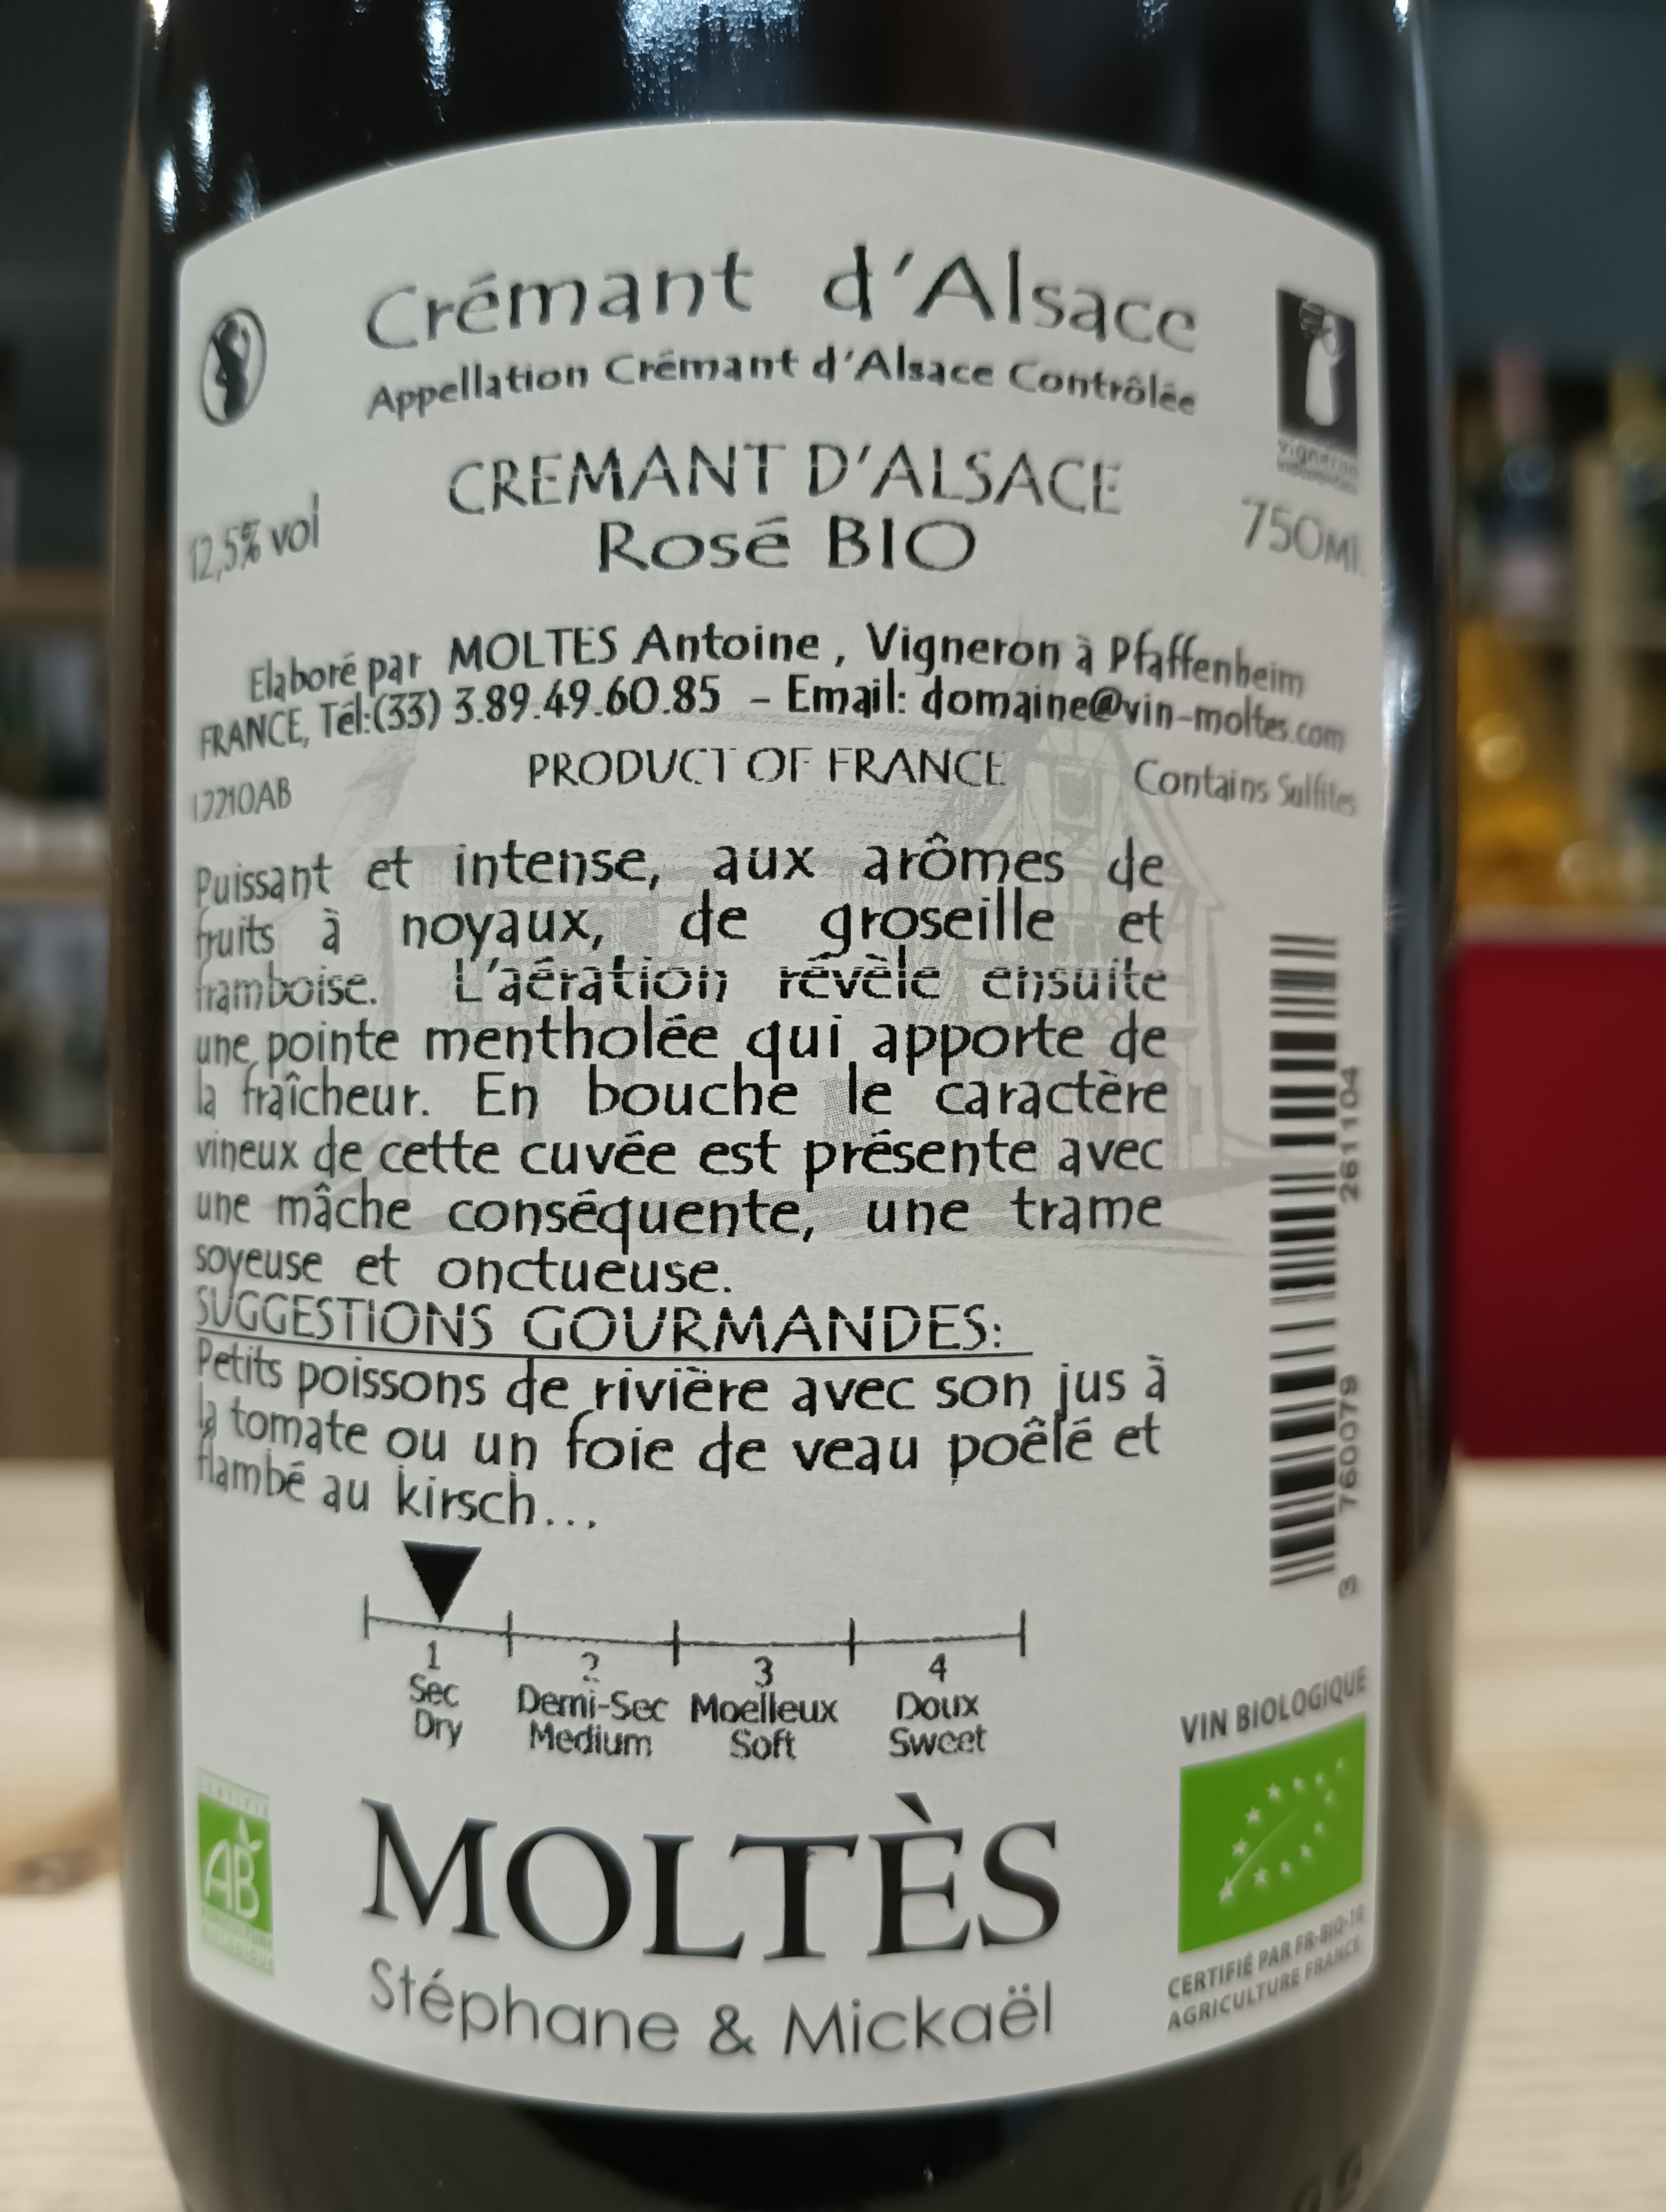 Crémant d'Alsace
Appellation Crémant d'Alsace Contrôlée
CREMANT D'ALSACE
Rosé BIO
12,5% vol
750ML
Vigneron
Elaboré par MOLTES Antoine , Vigneron à Pfaffenheim
FRANCE, Tél:(33) 3.89.49.60.85 - Email: domaine@vin-moltes.com
PRODUCT OF FRANCE
L2210AB
Contains Sulfites
Puissant et intense, aux arômes de
fruits à noyaux, de groseille et
framboise. L'aération révèle ensuite
une pointe mentholée qui apporte de
la fraîcheur. En bouche le caractère
vineux de cette cuvée est présente avec
une mâche conséquente, une trame
soyeuse et onctueuse.
SUGGESTIONS GOURMANDES:
Petits poissons de rivière avec son jus à
la tomate ou un foie de veau poêlé et
flambé au kirsch...
3 760079 261104
1 2 3 4
Sec Demi-Sec Moelleux Doux
Dry Medium Soft Sweet
VIN BIOLOGIQUE
AB
CERTIFIÉ PAR FR-BIO-10
AGRICULTURE FRANCE
MOLTÈS
Stéphane & Mickaël